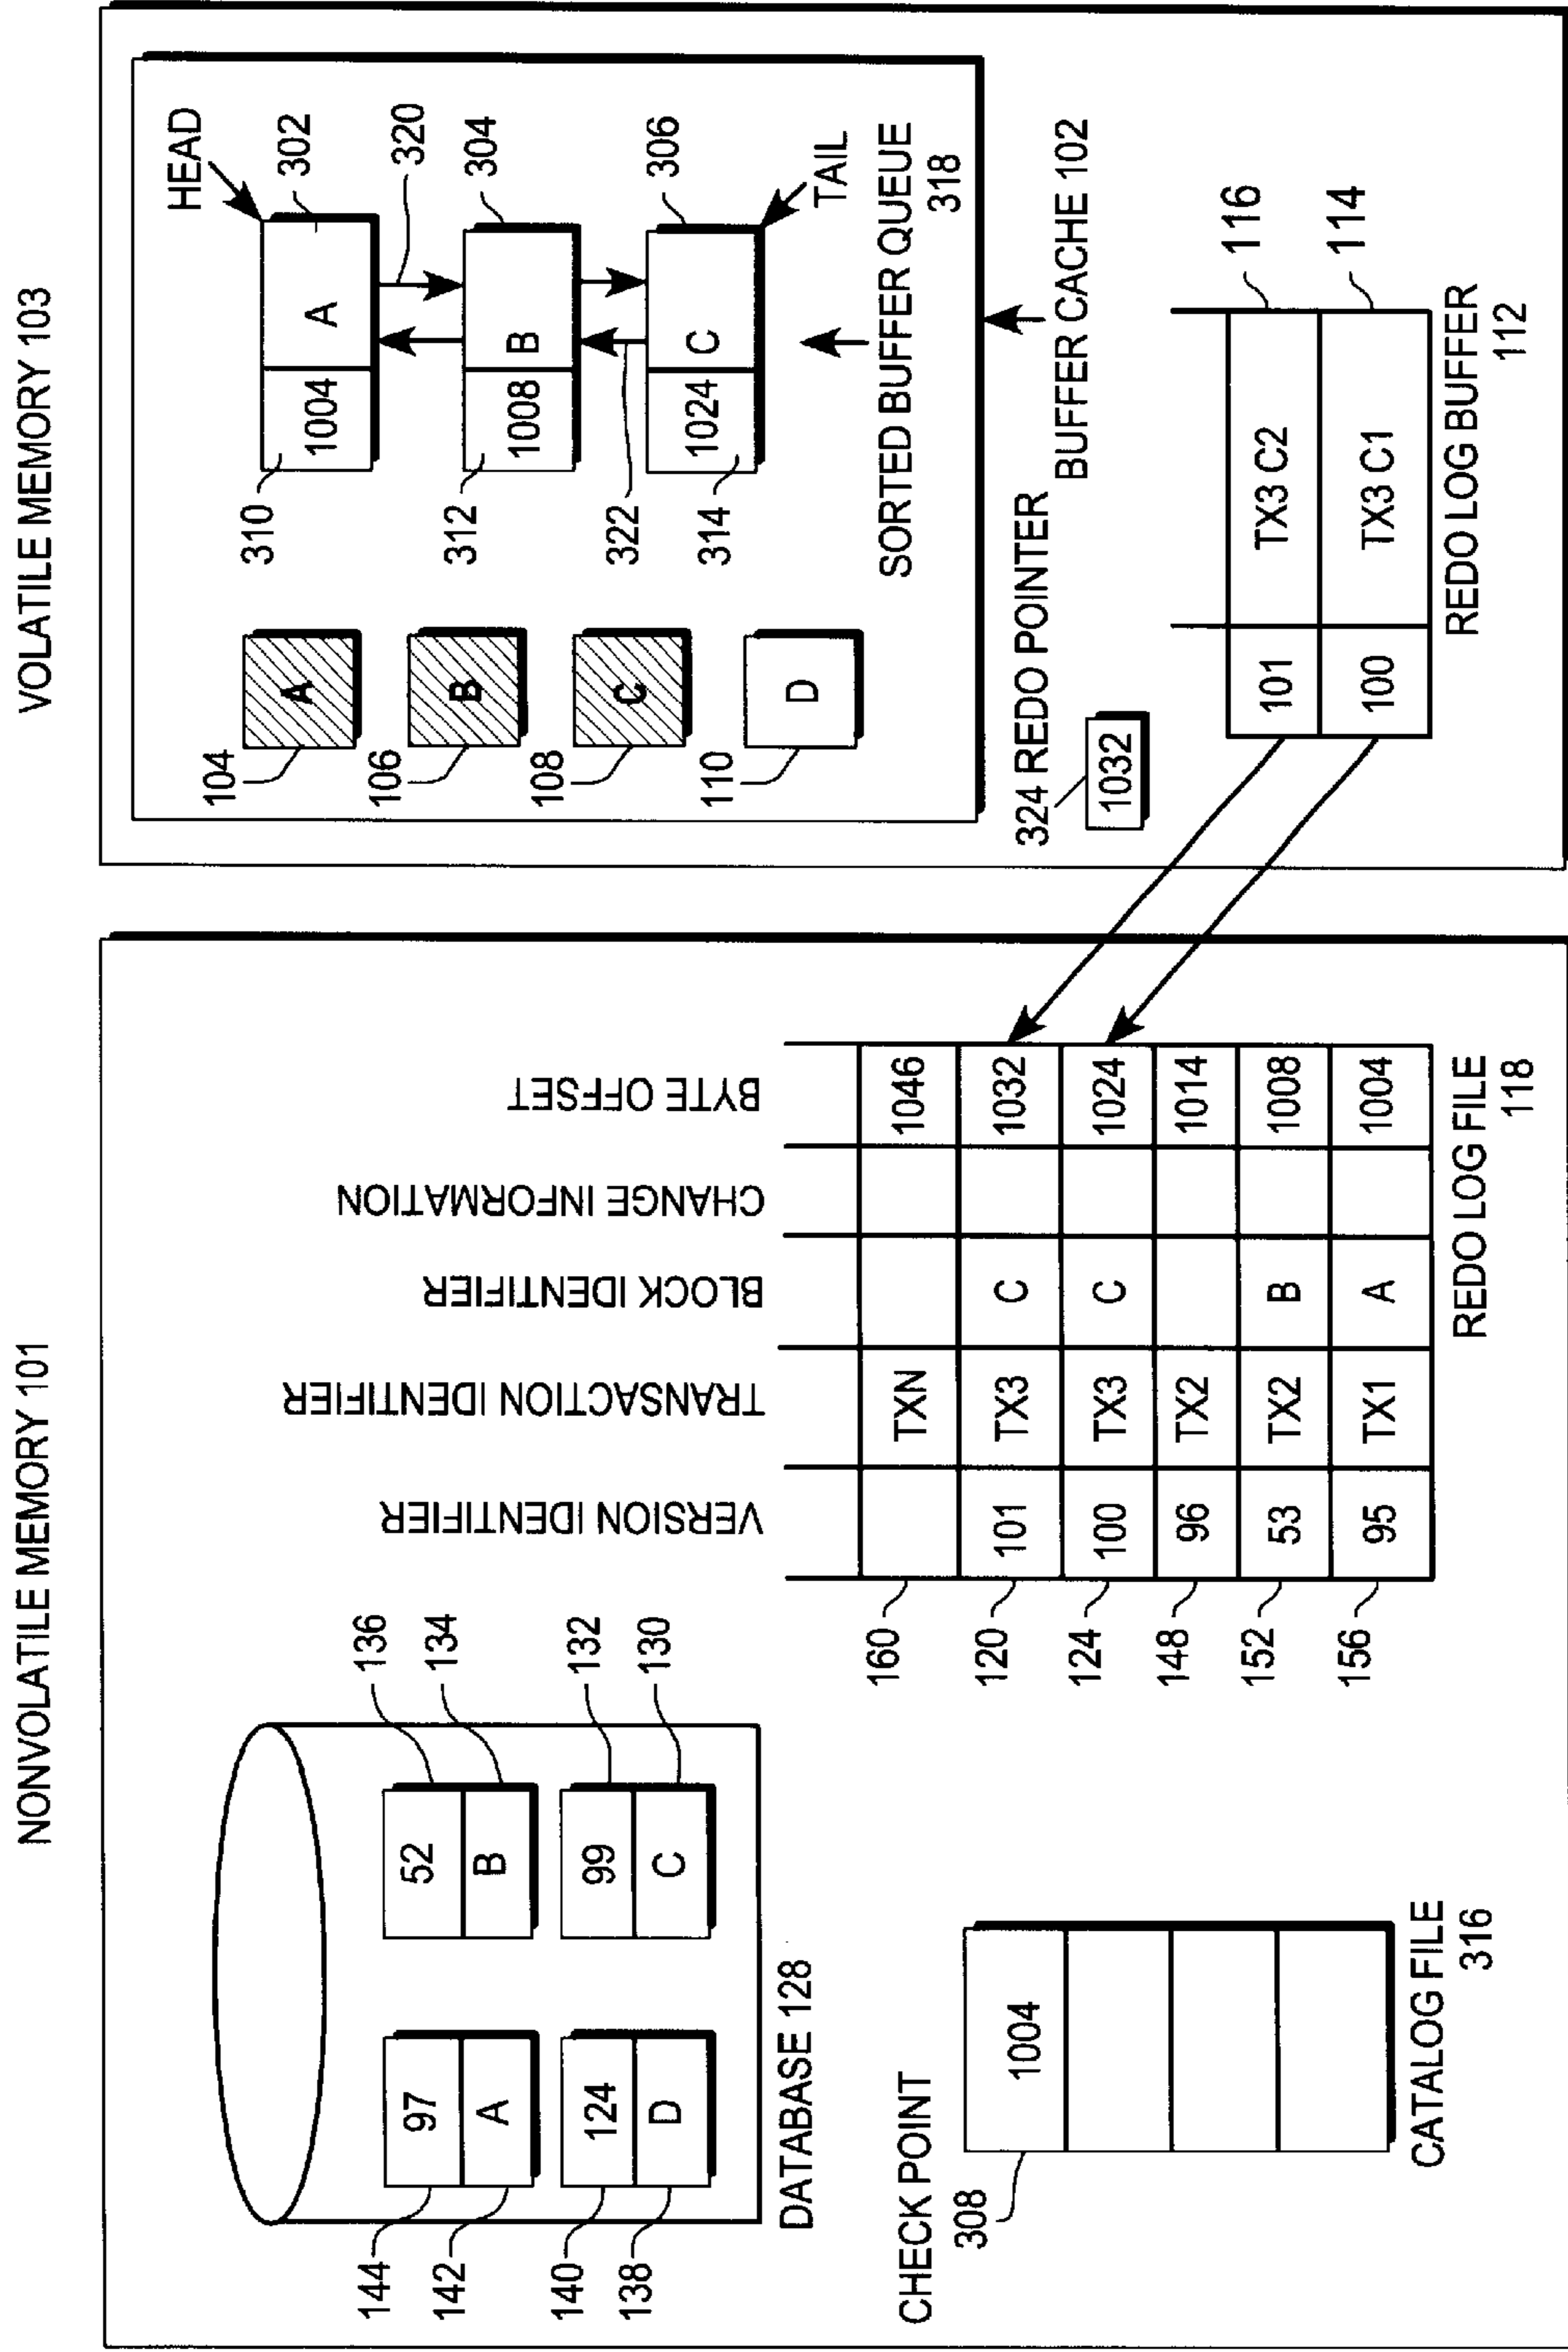 NONVOLATILE MEMORY 101
144
97
A
142
52
B
136
134
140
124
D
138
99
C
132
130
DATABASE 128
CHECK POINT
308
1004
CATALOG FILE
316
VERSION IDENTIFIER
TRANSACTION IDENTIFIER
BLOCK IDENTIFIER
CHANGE INFORMATION
BYTE OFFSET
160 TXN 1046
120 101 TX3 C 1032
124 100 TX3 C 1024
148 96 TX2 1014
152 53 TX2 B 1008
156 95 TX1 A 1004
REDO LOG FILE
118
VOLATILE MEMORY 103
104
A
106
B
108
C
110
D
HEAD
310
1004 A
302
320
312
1008 B
304
322
314
1024 C
306
TAIL
SORTED BUFFER QUEUE
318
324 REDO POINTER
1032
BUFFER CACHE 102
101 TX3 C2 116
100 TX3 C1 114
REDO LOG BUFFER
112